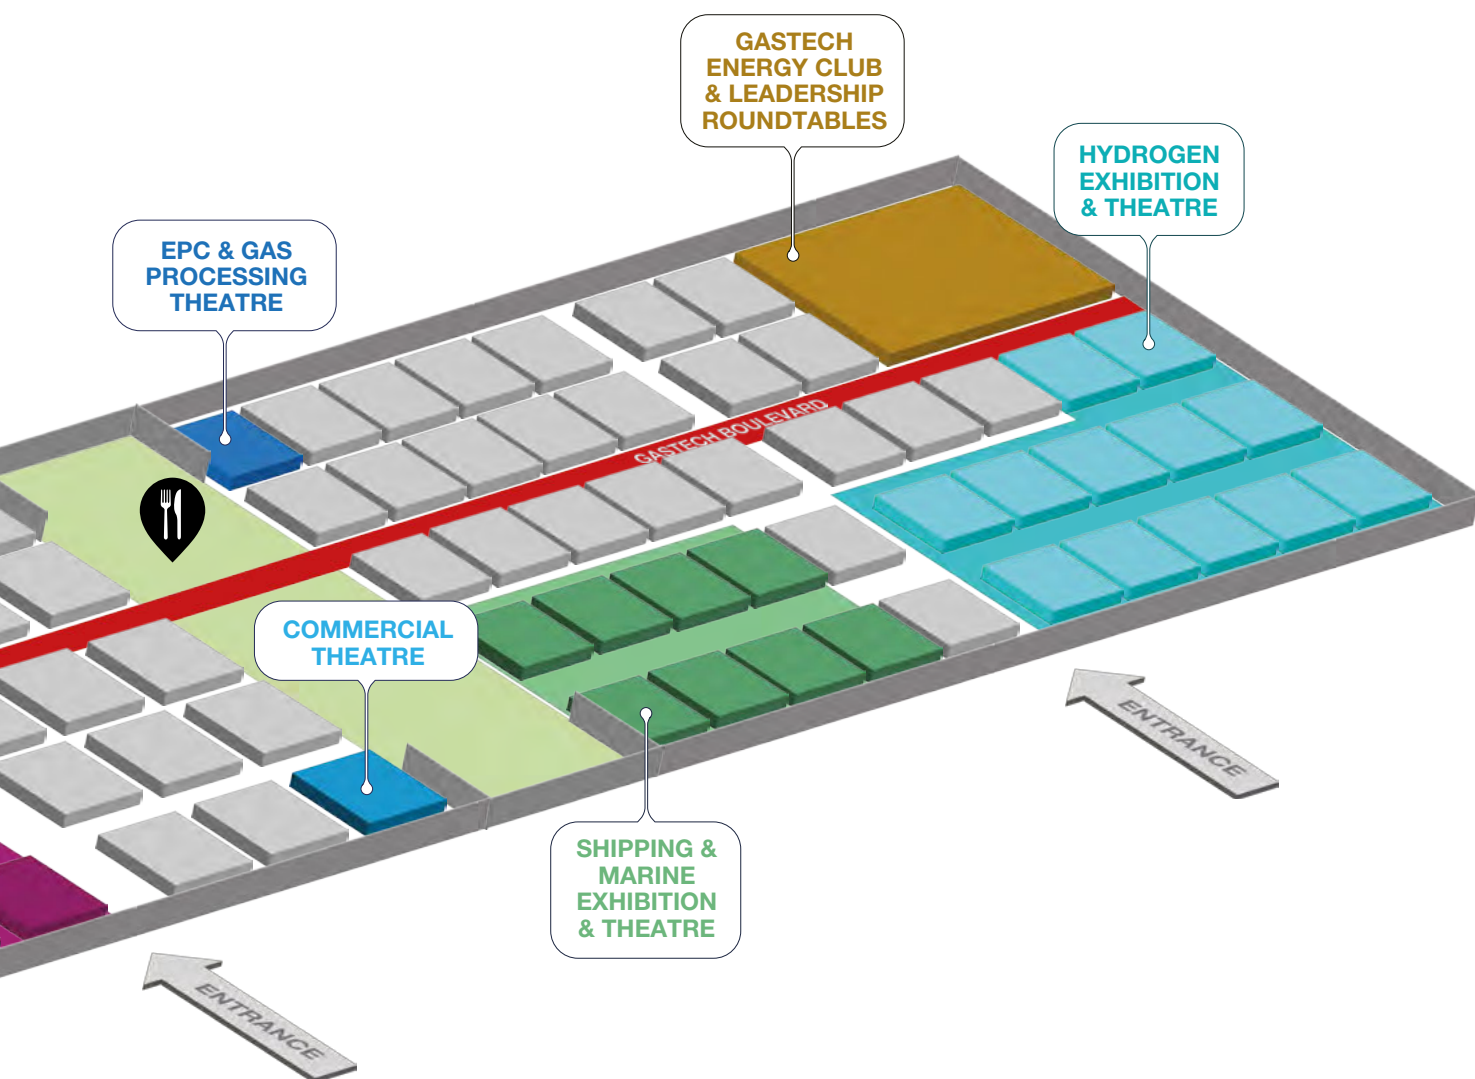 GASTECH
ENERGY CLUB
& LEADERSHIP
ROUNDTABLES
HYDROGEN
EXHIBITION
& THEATRE
EPC & GAS
PROCESSING
THEATRE
GASTECH BOULEVARD
COMMERCIAL
THEATRE
ENTRANCE
SHIPPING &
MARINE
EXHIBITION
& THEATRE
ENTRANCE